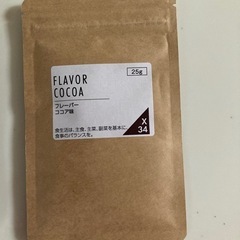 25g
FLAVOR
COCOA
フレーバー
ココア味
X
34
食生活は、主食、主菜、副菜を基本に、
食事のバランスを。